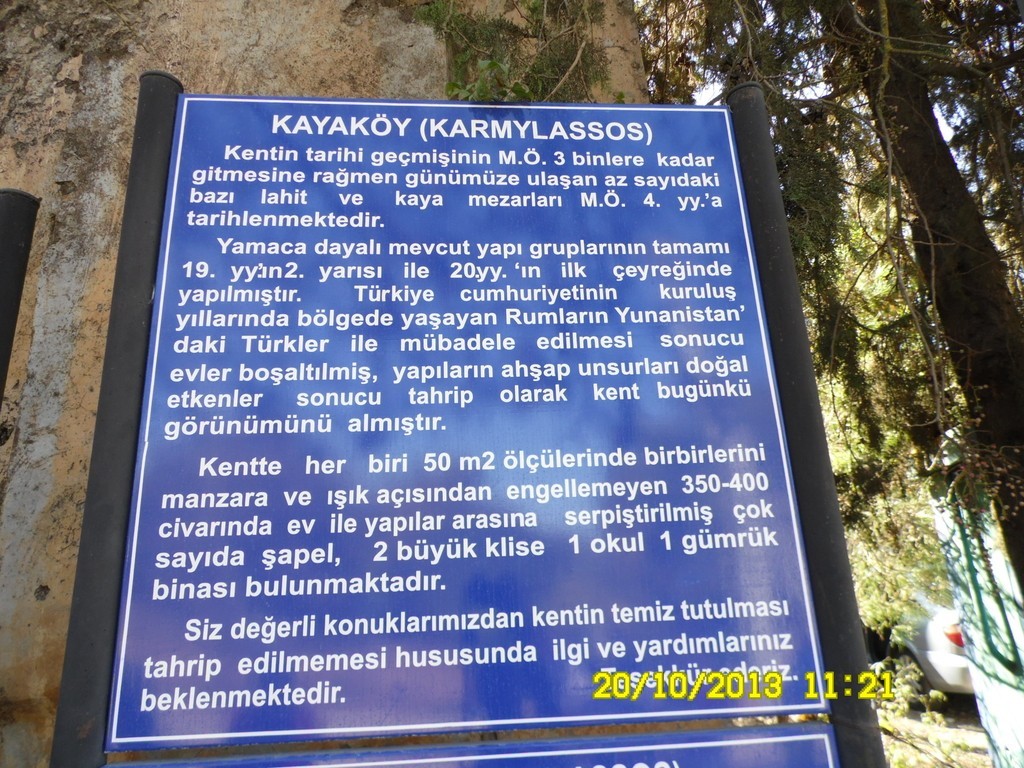 KAYAKÖY (KARMYLASSOS)
Kentin tarihi geçmişinin M.Ö. 3 binlere kadar
gitmesine rağmen günümüze ulaşan az sayıdaki
bazı lahit ve kaya mezarları M.Ö. 4. yy.'a
tarihlenmektedir.
Yamaca dayalı mevcut yapı gruplarının tamamı
19. yy.'ın 2. yarısı ile 20.yy. 'ın ilk çeyreğinde
yapılmıştır. Türkiye cumhuriyetinin kuruluş
yıllarında bölgede yaşayan Rumların Yunanistan'
daki Türkler ile mübadele edilmesi sonucu
evler boşaltılmış, yapıların ahşap unsurları doğal
etkenler sonucu tahrip olarak kent bugünkü
görünümünü almıştır.
Kentte her biri 50 m2 ölçülerinde birbirlerini
manzara ve ışık açısından engellemeyen 350-400
civarında ev ile yapılar arasına serpiştirilmiş çok
sayıda şapel, 2 büyük klise 1 okul 1 gümrük
binası bulunmaktadır.
Siz değerli konuklarımızdan kentin temiz tutulması
tahrip edilmemesi hususunda ilgi ve yardımlarınız
beklenmektedir. Teşekkür ederiz.
20/10/2013 11:21